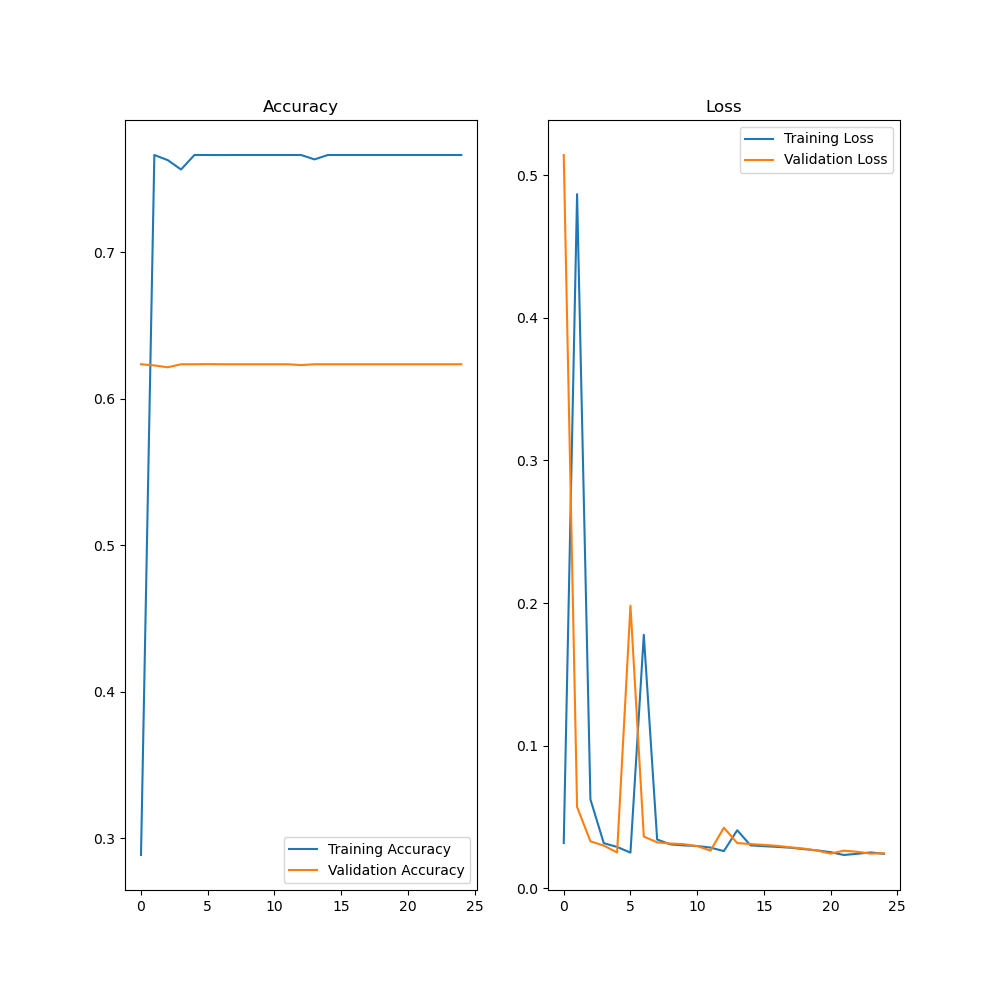 Accuracy
0.7
0.6
0.5
0.4
0.3
0 5 10 15 20 25
Training Accuracy
Validation Accuracy
Loss
Training Loss
Validation Loss
0.5
0.4
0.3
0.2
0.1
0.0
0 5 10 15 20 25